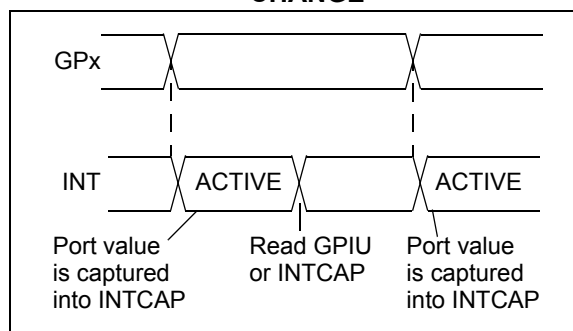 CHANGE
GPx
INT
ACTIVE
ACTIVE
Port value
is captured
into INTCAP
Read GPIU
or INTCAP
Port value
is captured
into INTCAP